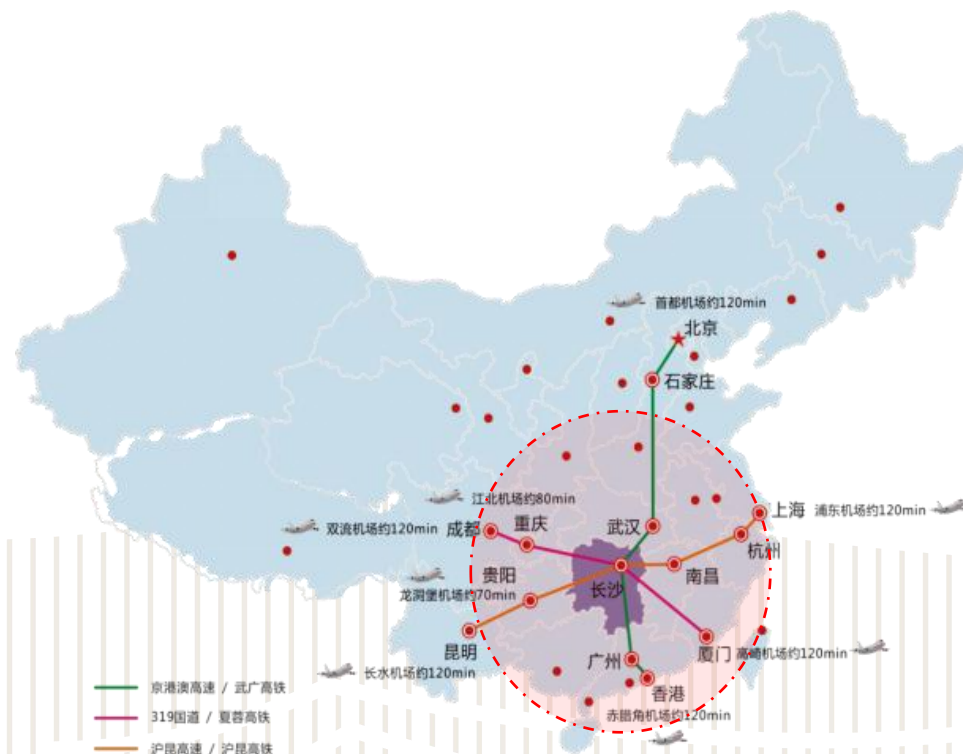 首都机场约120min
北京
石家庄
江北机场约80min
上海
浦东机场约120min
双流机场约120min
成都
重庆
武汉
杭州
贵阳
南昌
龙洞堡机场约70min
长沙
昆明
广州
厦门
高崎机场约120min
长水机场约120min
香港
赤腊角机场约120min
京港澳高速 / 武广高铁
319国道 / 夏蓉高铁
沪昆高速 / 沪昆高铁